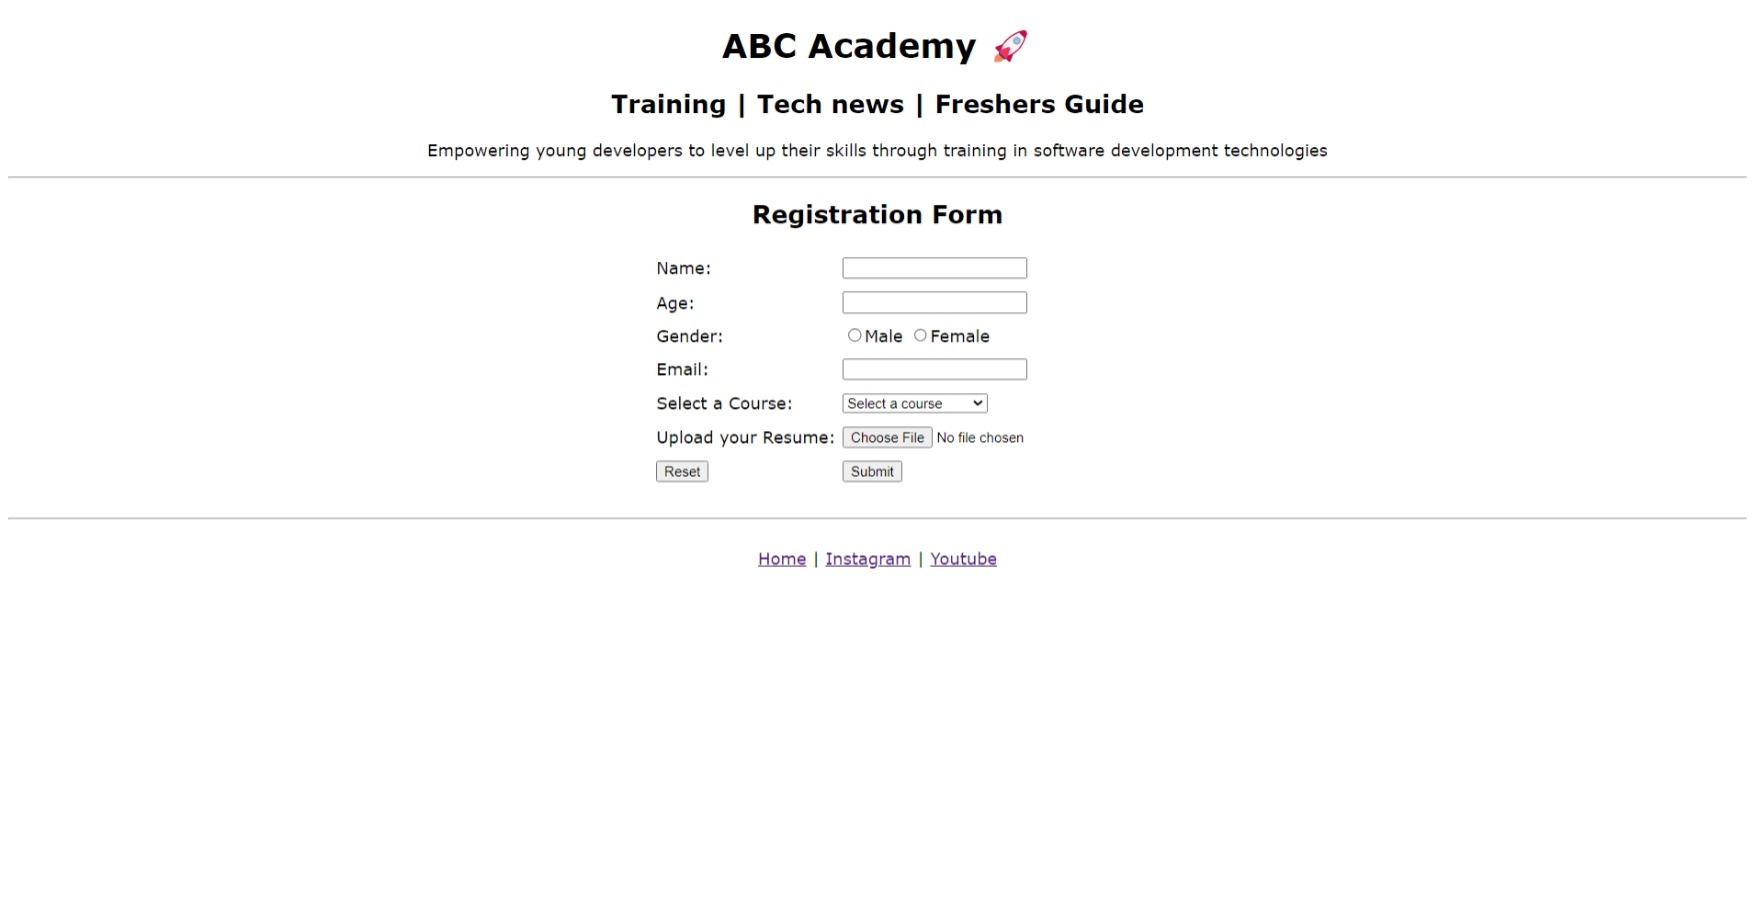 ABC Academy 🚀
Training | Tech news | Freshers Guide
Empowering young developers to level up their skills through training in software development technologies
Registration Form
Name:
Age:
Gender: Male Female
Email:
Select a Course: Select a course
Upload your Resume: Choose File No file chosen
Reset Submit
Home | Instagram | Youtube